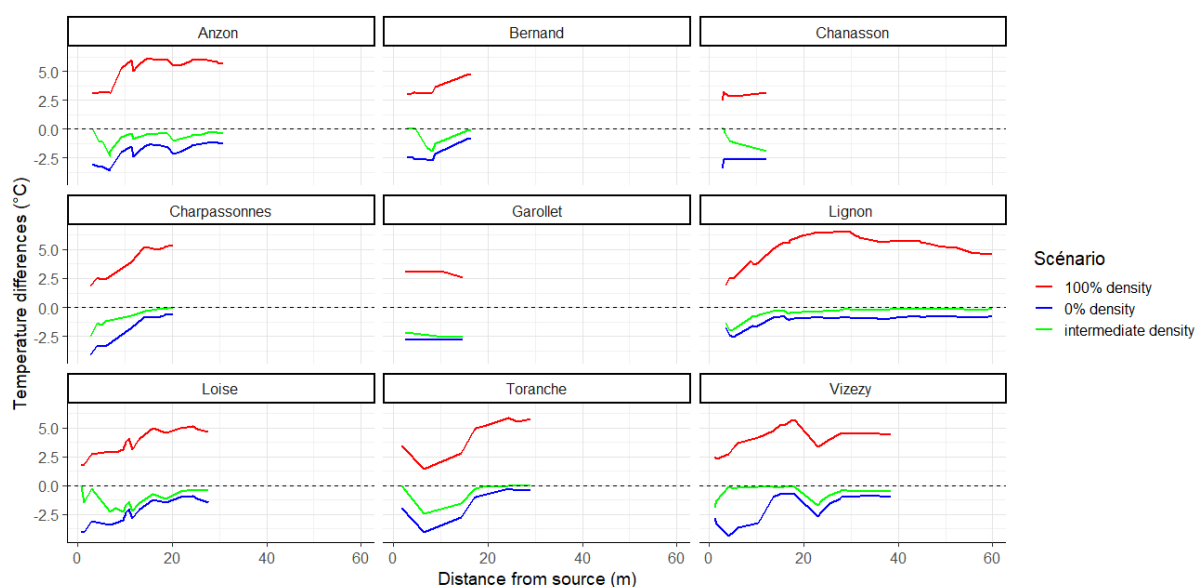 Anzon Bernand Chanasson
5.0
2.5
0.0
-2.5
Charpassonnes Garollet Lignon
5.0
2.5
0.0
-2.5
Loise Toranche Vizezy
5.0
2.5
0.0
-2.5
0 20 40 60 0 20 40 60 0 20 40 60
Temperature differences (°C)
Distance from source (m)
Scénario
100% density
0% density
intermediate density